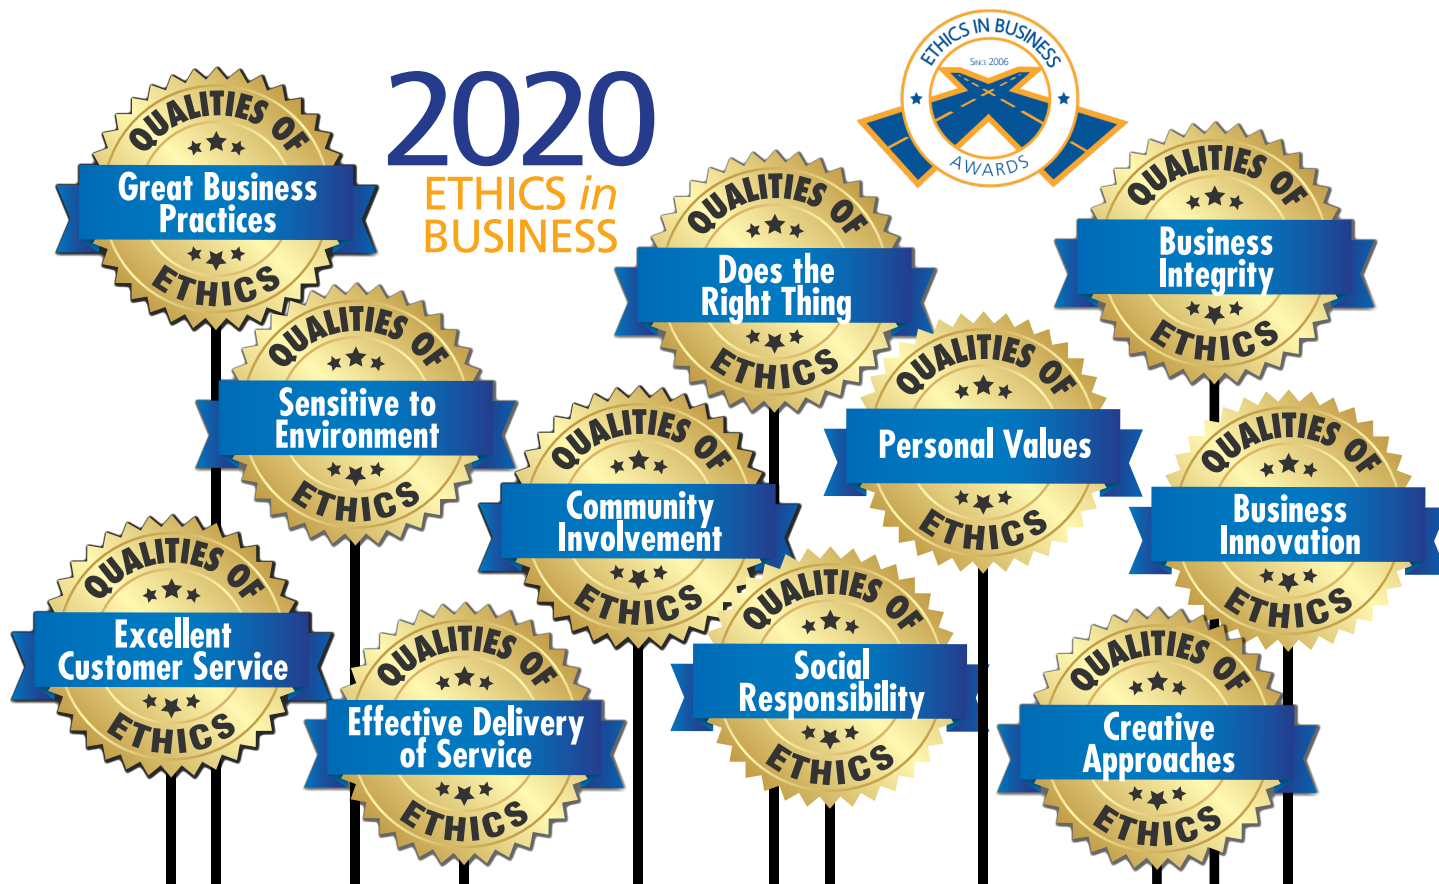 2020
ETHICS in
BUSINESS
ETHICS IN BUSINESS
SINCE 2006
AWARDS
QUALITIES OF
Great Business
Practices
ETHICS
QUALITIES OF
Does the
Right Thing
ETHICS
QUALITIES OF
Business
Integrity
ETHICS
QUALITIES OF
Sensitive to
Environment
ETHICS
QUALITIES OF
Personal Values
ETHICS
QUALITIES OF
Community
Involvement
ETHICS
QUALITIES OF
Business
Innovation
ETHICS
QUALITIES OF
Excellent
Customer Service
ETHICS
QUALITIES OF
Effective Delivery
of Service
ETHICS
QUALITIES OF
Social
Responsibility
ETHICS
QUALITIES OF
Creative
Approaches
ETHICS